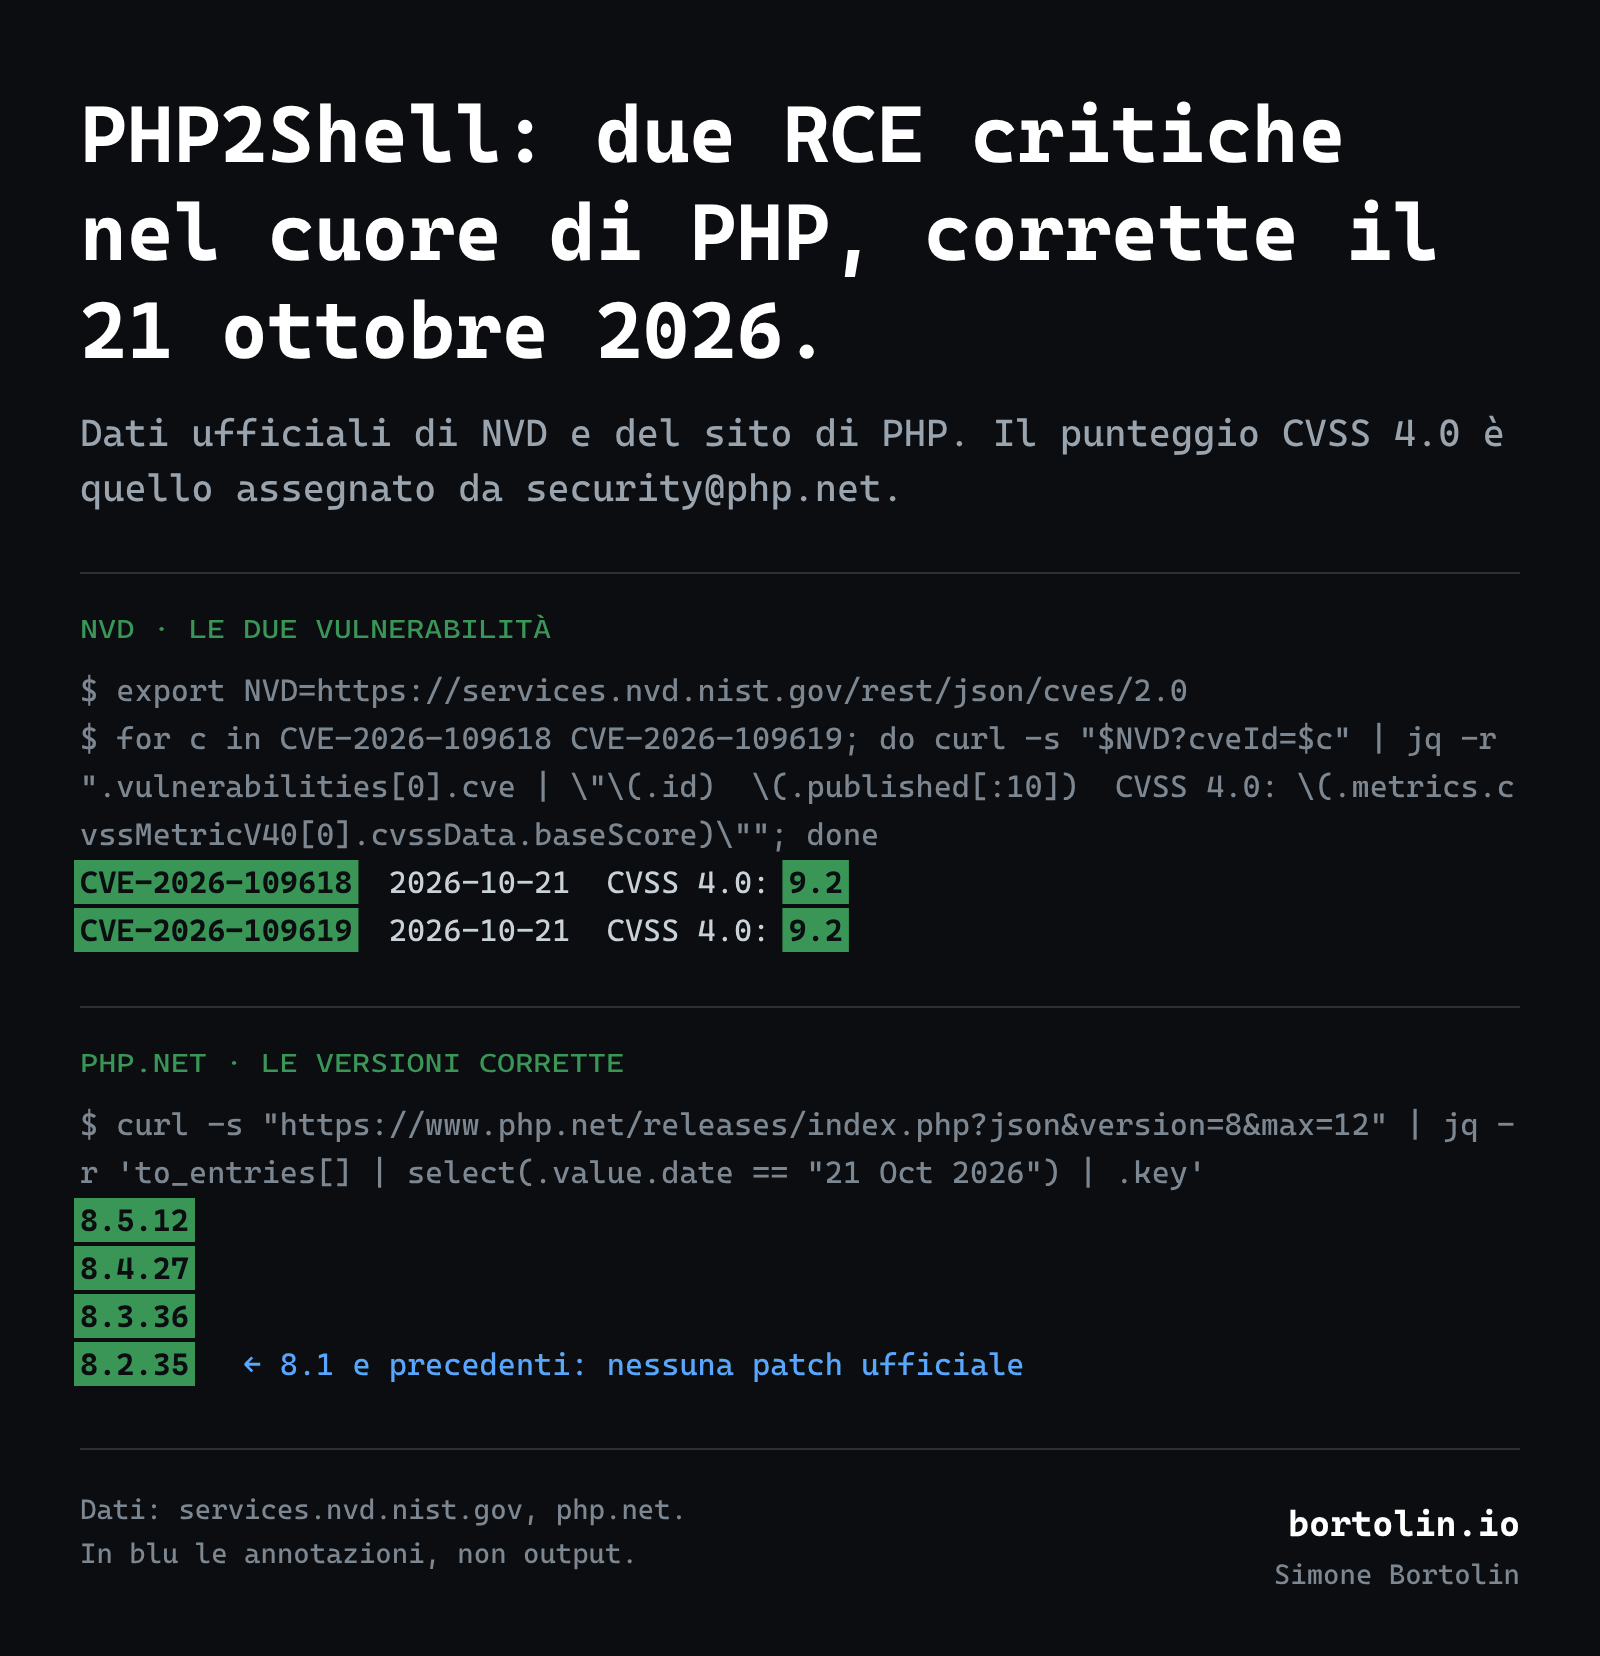 PHP2Shell: due RCE critiche
nel cuore di PHP, corrette il
21 ottobre 2026.
Dati ufficiali di NVD e del sito di PHP. Il punteggio CVSS 4.0 è
quello assegnato da security@php.net.
NVD · LE DUE VULNERABILITÀ
$ export NVD=https://services.nvd.nist.gov/rest/json/cves/2.0
$ for c in CVE-2026-109618 CVE-2026-109619; do curl -s "$NVD?cveId=$c" | jq -r
".vulnerabilities[0].cve | \"\(.id)  \(.published[:10])  CVSS 4.0: \(.metrics.c
vssMetricV40[0].cvssData.baseScore)\""; done
CVE-2026-109618  2026-10-21  CVSS 4.0: 9.2
CVE-2026-109619  2026-10-21  CVSS 4.0: 9.2
PHP.NET · LE VERSIONI CORRETTE
$ curl -s "https://www.php.net/releases/index.php?json&version=8&max=12" | jq -
r 'to_entries[] | select(.value.date == "21 Oct 2026") | .key'
8.5.12
8.4.27
8.3.36
8.2.35  ← 8.1 e precedenti: nessuna patch ufficiale
Dati: services.nvd.nist.gov, php.net.
In blu le annotazioni, non output.
bortolin.io
Simone Bortolin